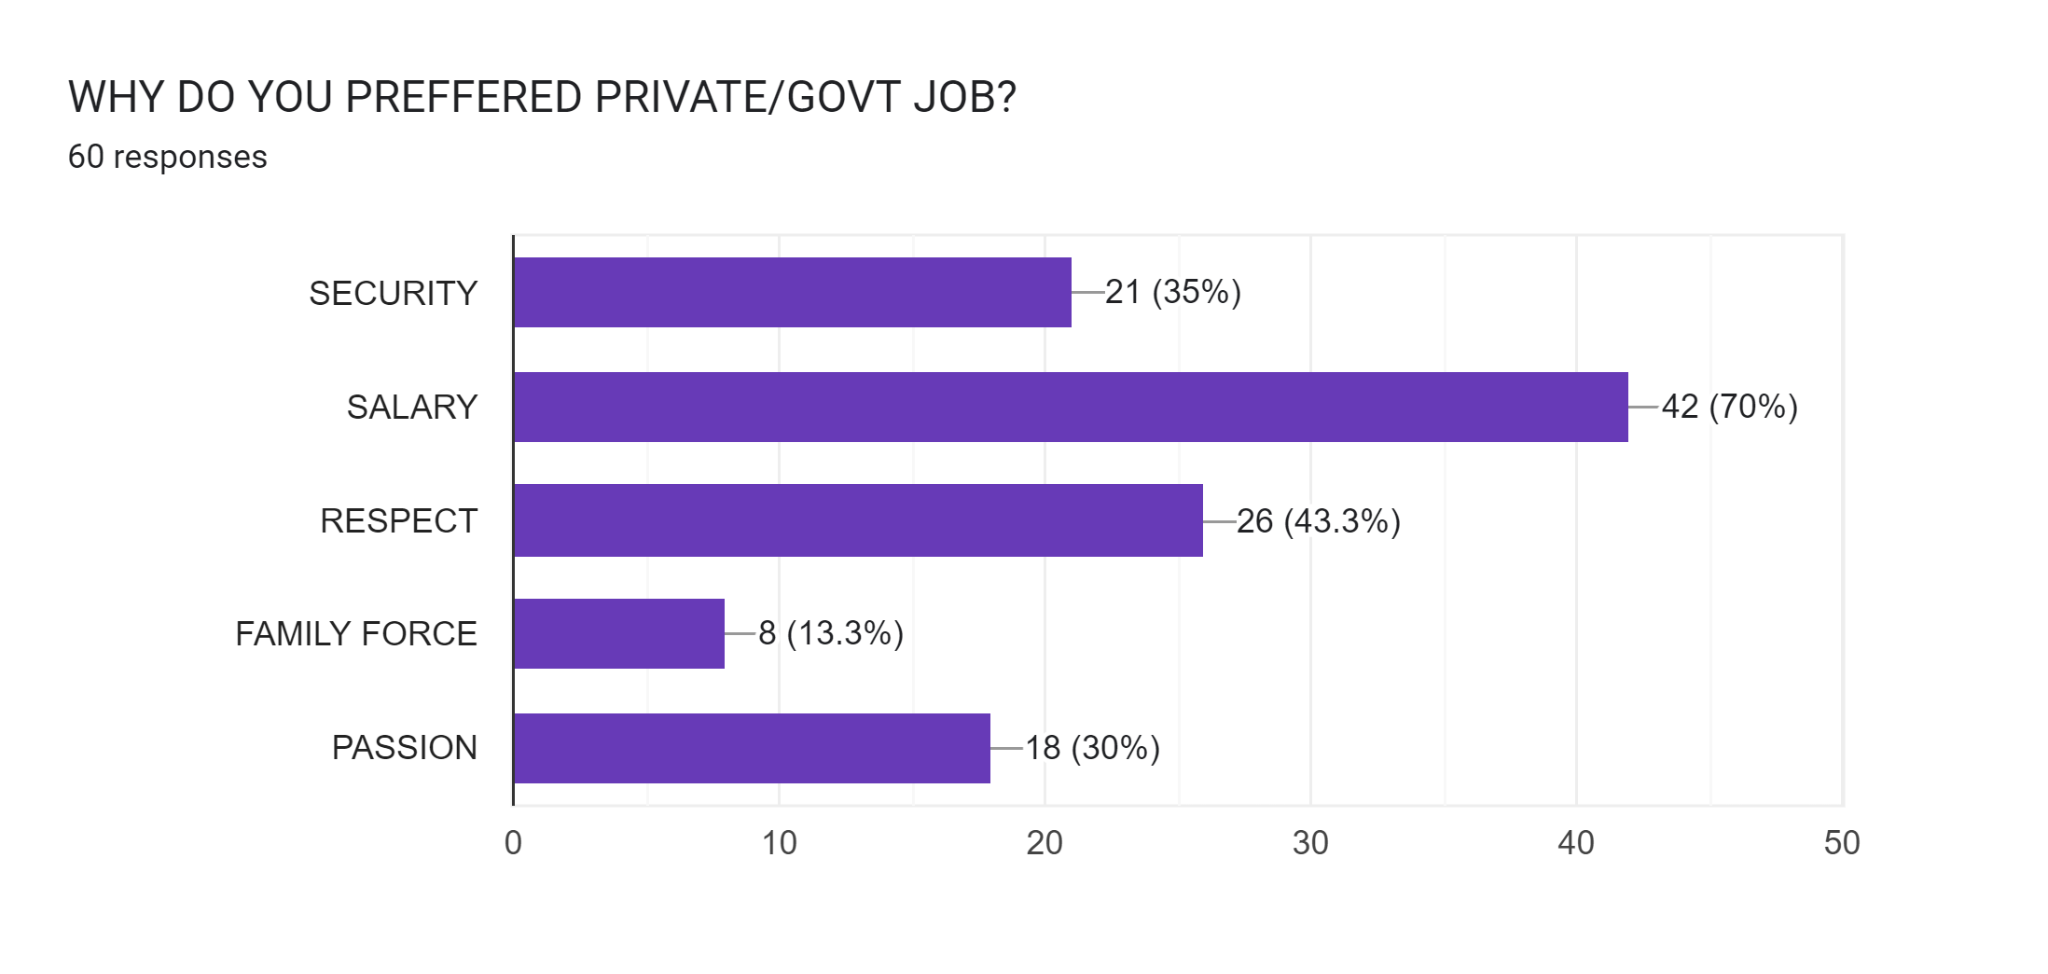 WHY DO YOU PREFFERED PRIVATE/GOVT JOB?
60 responses
SECURITY 21 (35%)
SALARY 42 (70%)
RESPECT 26 (43.3%)
FAMILY FORCE 8 (13.3%)
PASSION 18 (30%)
0 10 20 30 40 50